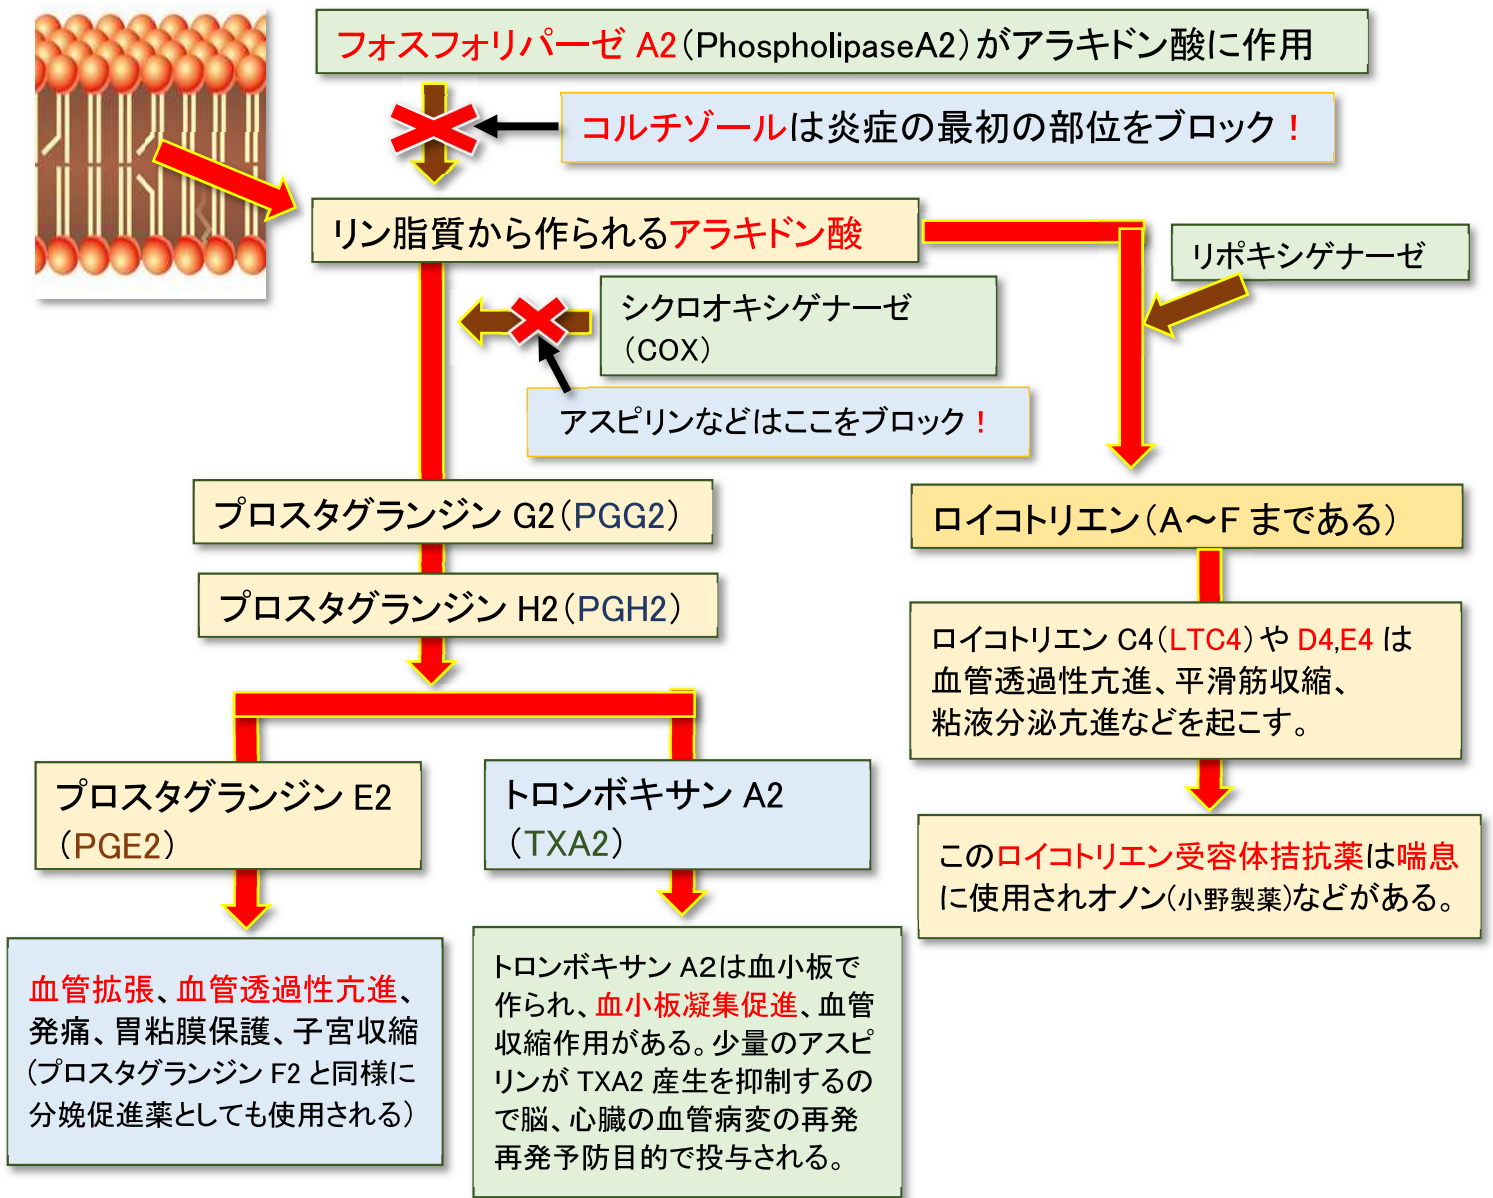 フォスフォリパーゼ A2(PhospholipaseA2)がアラキドン酸に作用
コルチゾールは炎症の最初の部位をブロック！
リン脂質から作られるアラキドン酸
リポキシゲナーゼ
シクロオキシゲナーゼ
(COX)
アスピリンなどはここをブロック！
プロスタグランジン G2(PGG2)
ロイコトリエン(A～F まである)
プロスタグランジン H2(PGH2)
ロイコトリエン C4(LTC4)や D4,E4 は
血管透過性亢進、平滑筋収縮、
粘液分泌亢進などを起こす。
プロスタグランジン E2
(PGE2)
トロンボキサン A2
(TXA2)
このロイコトリエン受容体拮抗薬は喘息
に使用されオノン(小野製薬)などがある。
血管拡張、血管透過性亢進、
発痛、胃粘膜保護、子宮収縮
(プロスタグランジン F2 と同様に
分娩促進薬としても使用される)
トロンボキサン A２は血小板で
作られ、血小板凝集促進、血管
収縮作用がある。少量のアスピ
リンが TXA2 産生を抑制するの
で脳、心臓の血管病変の再発
再発予防目的で投与される。